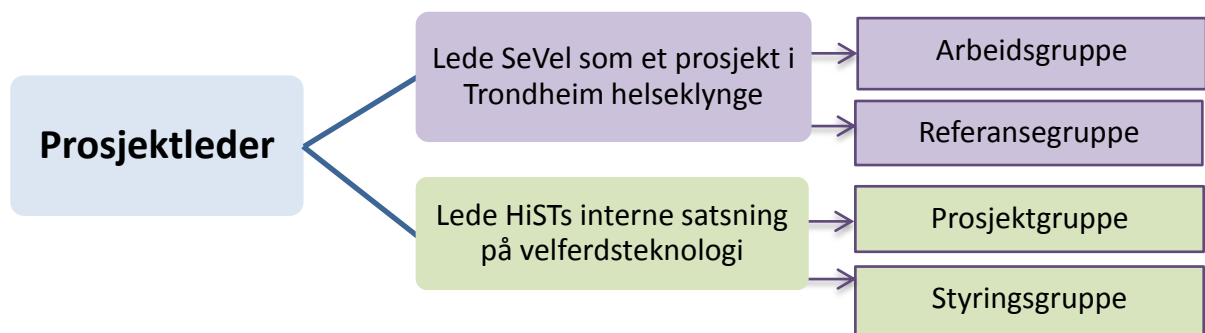 Prosjektleder
Lede SeVel som et prosjekt i
Trondheim helseklynge
Arbeidsgruppe
Referansegruppe
Lede HiSTs interne satsning
på velferdsteknologi
Prosjektgruppe
Styringsgruppe